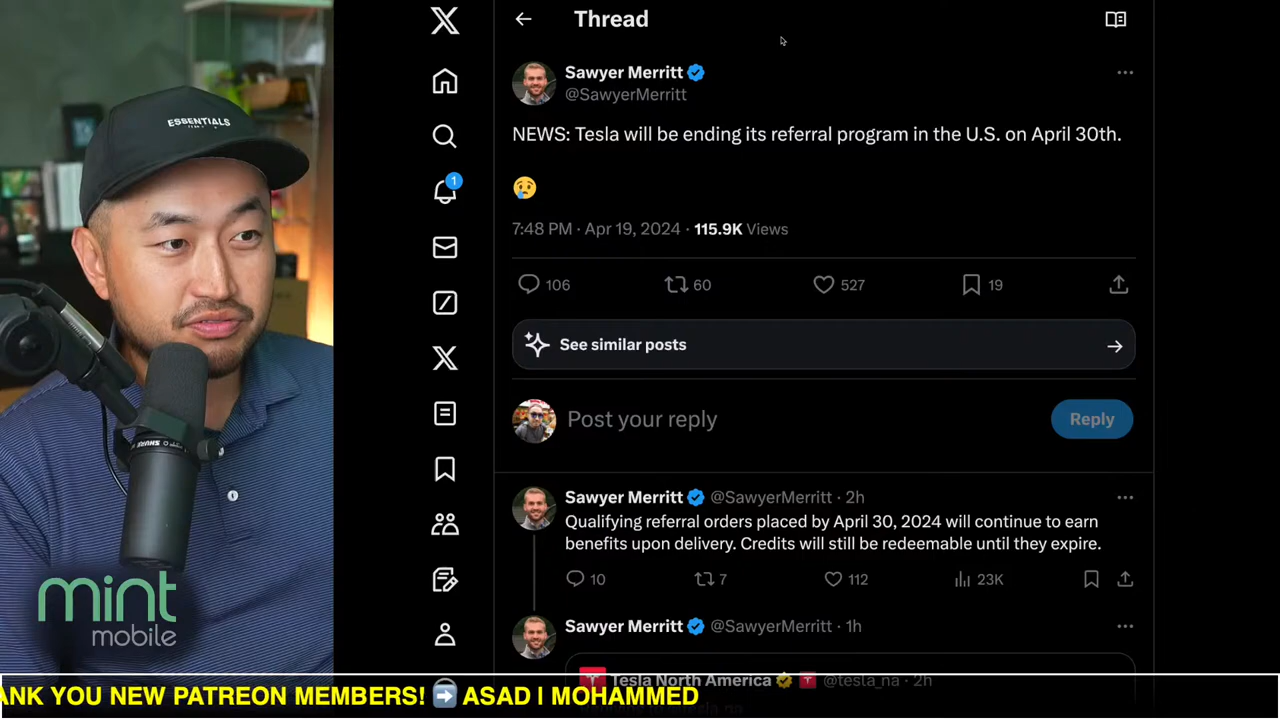 Thread
Sawyer Merritt
@SawyerMerritt
NEWS: Tesla will be ending its referral program in the U.S. on April 30th.
😢
7:48 PM · Apr 19, 2024 · 115.9K Views
106 60 527 19
See similar posts
Post your reply
Reply
Sawyer Merritt @SawyerMerritt · 2h
Qualifying referral orders placed by April 30, 2024 will continue to earn
benefits upon delivery. Credits will still be redeemable until they expire.
10 7 112 23K
Sawyer Merritt @SawyerMerritt · 1h
Tesla North America @tesla_na · 2h
1
ESSENTIALS
SHURE
mint
mobile
ANK YOU NEW PATREON MEMBERS! ➡️ ASAD I MOHAMMED